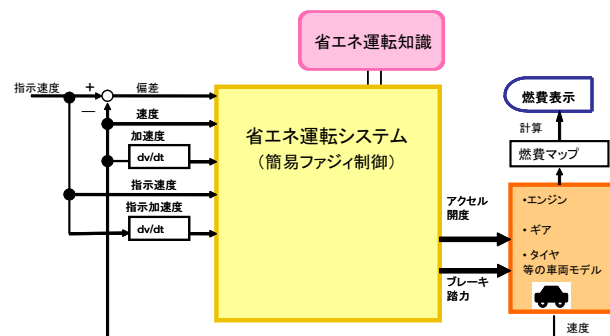 省エネ運転知識
指示速度
+
偏差
―
速度
加速度
dv/dt
指示速度
指示加速度
dv/dt
省エネ運転システム
(簡易ファジィ制御)
アクセル
開度
ブレーキ
踏力
燃費表示
計算
燃費マップ
・エンジン
・ギア
・タイヤ
等の車両モデル
速度